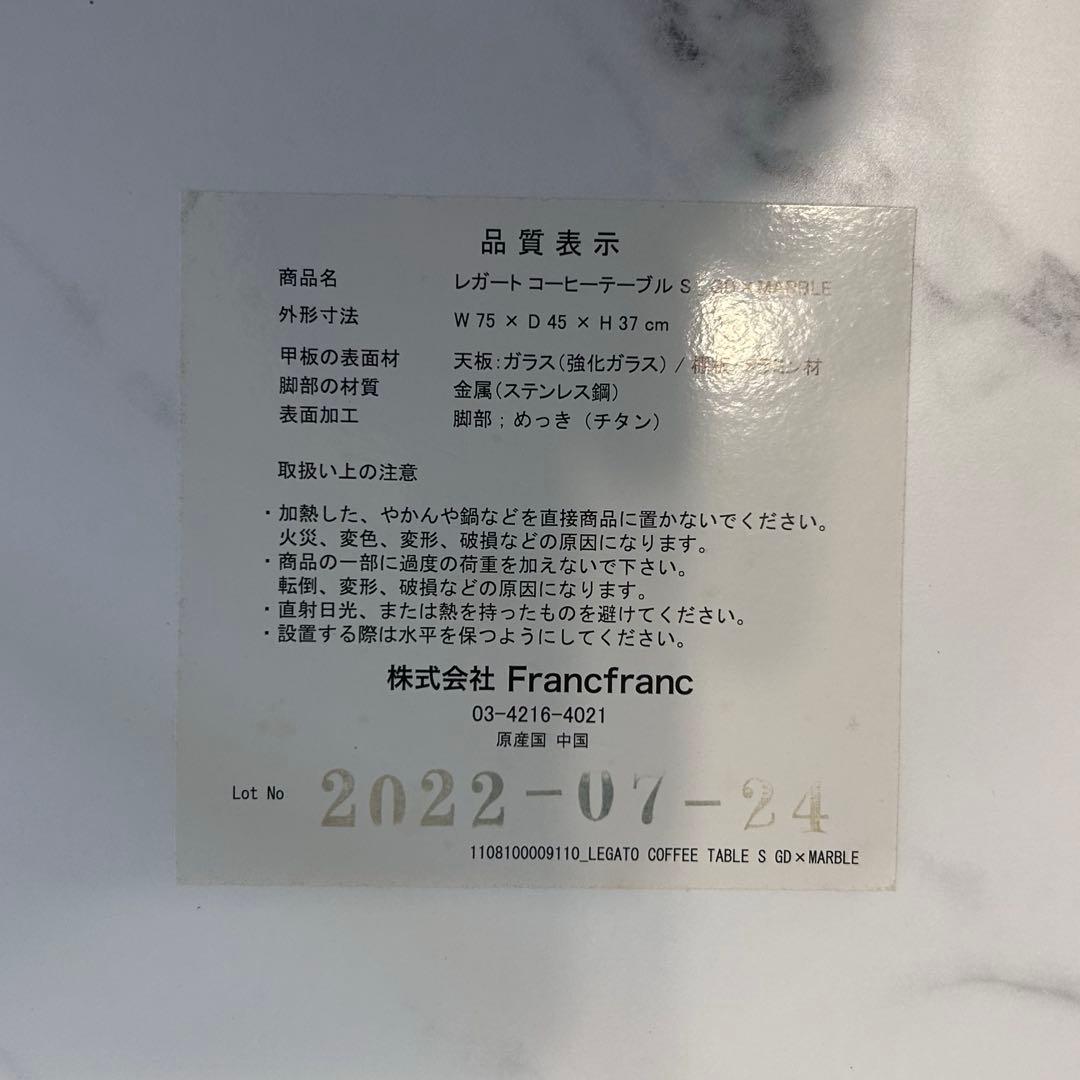 品質表示
商品名 レガート コーヒーテーブル S GD×MARBLE
外形寸法 W 75 × D 45 × H 37 cm
甲板の表面材 天板:ガラス(強化ガラス) / 棚板:メラミン材
脚部の材質 金属(ステンレス鋼)
表面加工 脚部;めっき(チタン)
取扱い上の注意
・加熱した、やかんや鍋などを直接商品に置かないでください。
火災、変色、変形、破損などの原因になります。
・商品の一部に過度の荷重を加えないで下さい。
転倒、変形、破損などの原因になります。
・直射日光、または熱を持ったものを避けてください。
・設置する際は水平を保つようにしてください。
株式会社 Francfranc
03-4216-4021
原産国 中国
Lot No 2022-07-24
1108100009110_LEGATO COFFEE TABLE S GD×MARBLE